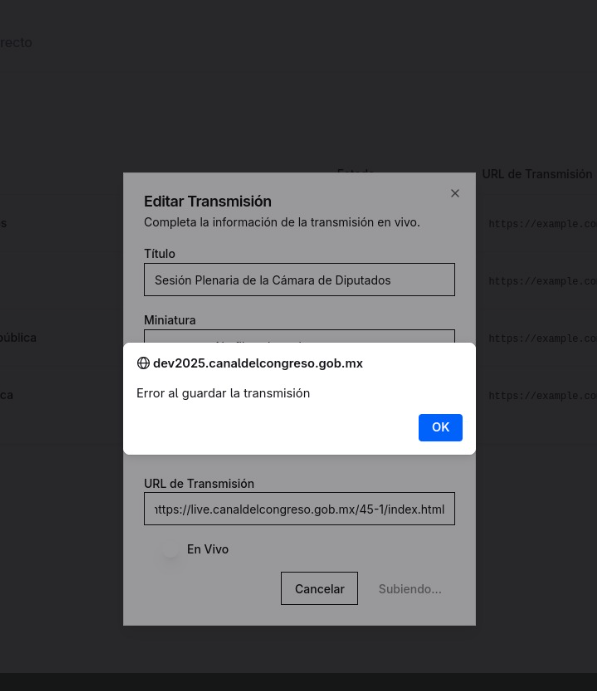 recto
URL de Transmisión
Editar Transmisión
Completa la información de la transmisión en vivo.
s
https://example.co
Título
Sesión Plenaria de la Cámara de Diputados
https://example.co
Miniatura
ública
https://example.co
dev2025.canaldelcongreso.gob.mx
Error al guardar la transmisión
ca
https://example.co
OK
URL de Transmisión
ttps://live.canaldelcongreso.gob.mx/45-1/index.html
En Vivo
Cancelar
Subiendo...